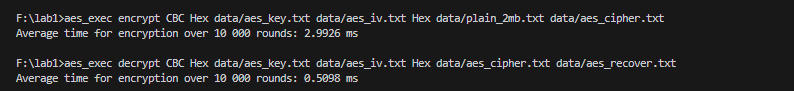 F:\lab1>aes_exec encrypt CBC Hex data/aes_key.txt data/aes_iv.txt Hex data/plain_2mb.txt data/aes_cipher.txt
Average time for encryption over 10 000 rounds: 2.9926 ms
F:\lab1>aes_exec decrypt CBC Hex data/aes_key.txt data/aes_iv.txt Hex data/aes_cipher.txt data/aes_recover.txt
Average time for encryption over 10 000 rounds: 0.5098 ms